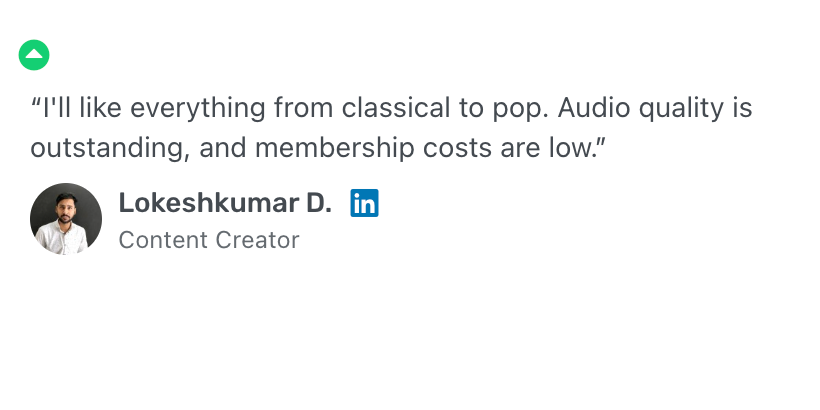 “I'll like everything from classical to pop. Audio quality is
outstanding, and membership costs are low.”
Lokeshkumar D. in
Content Creator